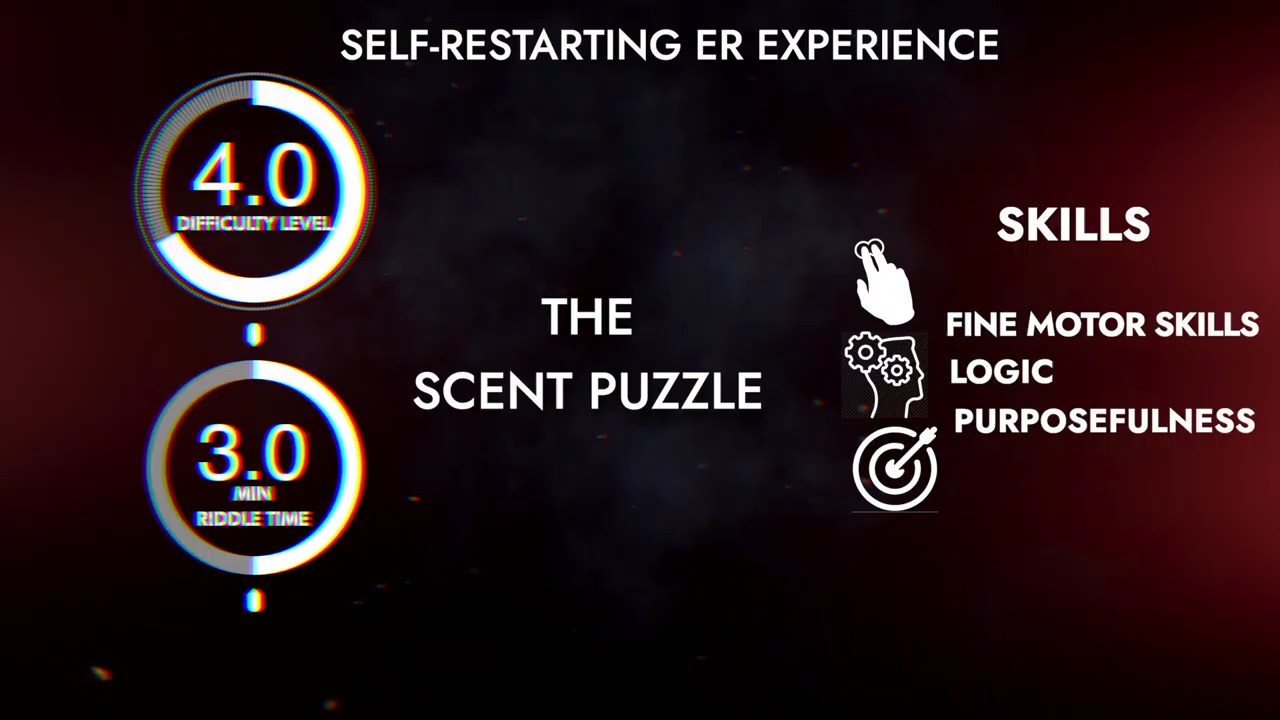 SELF-RESTARTING ER EXPERIENCE
4.0
DIFFICULTY LEVEL
3.0
MIN
RIDDLE TIME
THE
SCENT PUZZLE
SKILLS
FINE MOTOR SKILLS
LOGIC
PURPOSEFULNESS